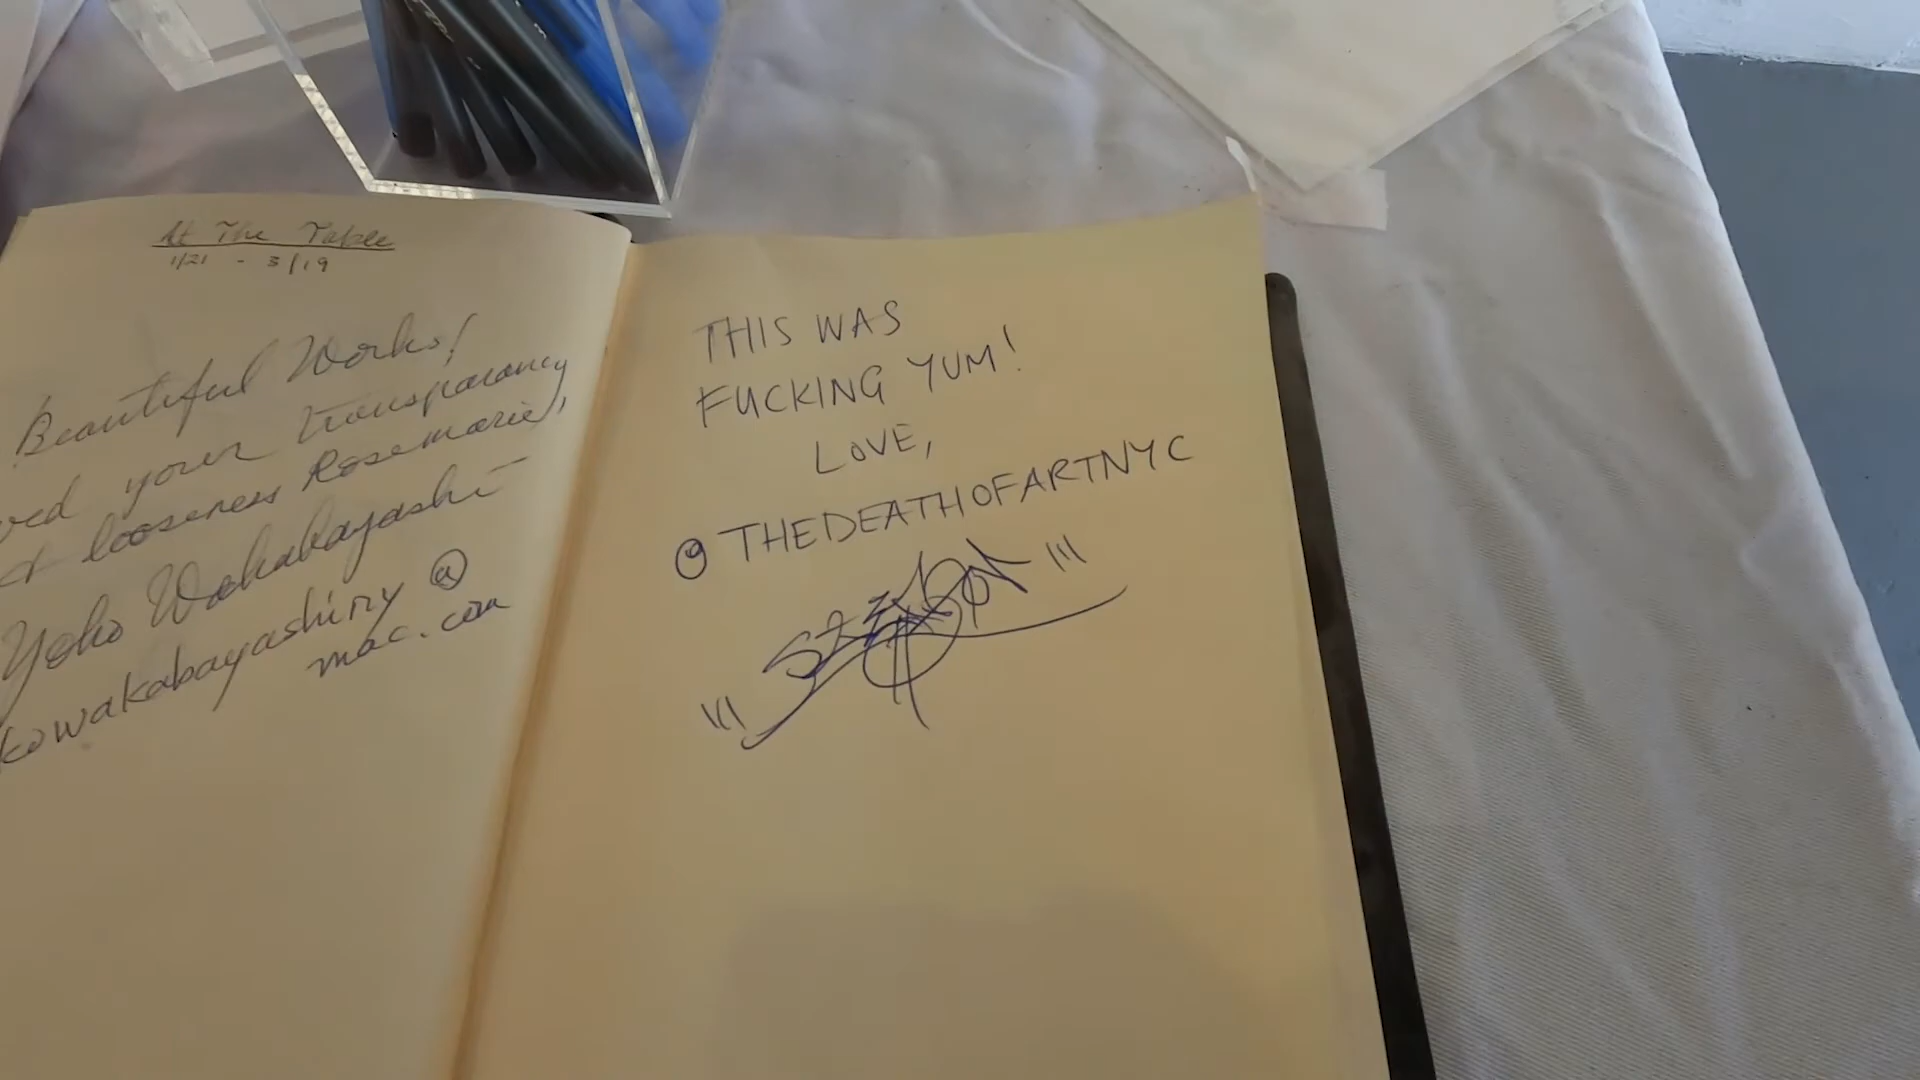 At The Table
1/21 - 3/19
Beautiful Works!
your transparancy
& looseness Rosemarie,
Yoko Wakabayashi
kowakabayashiny @
mac.com
THIS WAS
FUCKING YUM!
LOVE,
@THEDEATHOFARTNYC